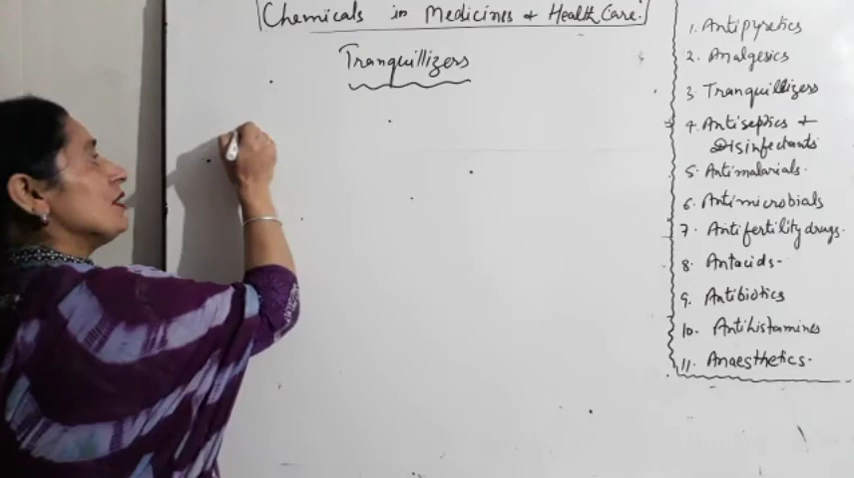 Chemicals in Medicines & Health Care.
Tranquillizers
1. Antipyretics
2. Analgesics
3. Tranquillizers
4. Antiseptics &
Disinfectants
5. Antimalarials.
6. Antimicrobials
7. Antifertility drugs.
8. Antacids-
9. Antibiotics
10. Antihistamines
11. Anaesthetics.